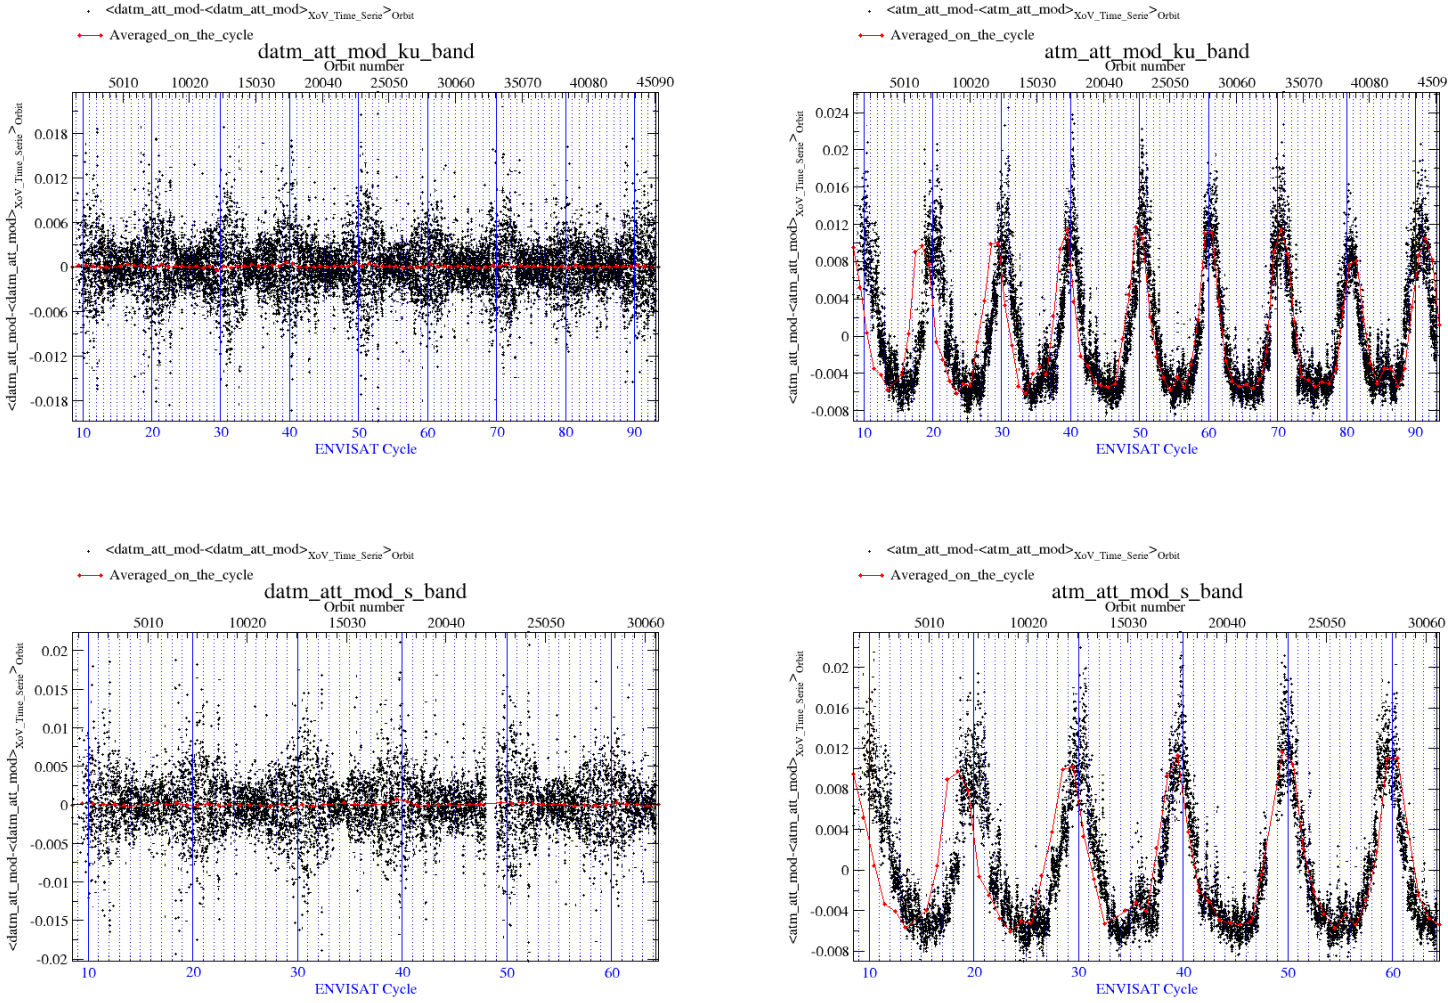 <datm_att_mod-<datm_att_mod>XoV_Time_Serie>Orbit
Averaged_on_the_cycle
datm_att_mod_ku_band
Orbit number
5010 10020 15030 20040 25050 30060 35070 40080 45090
<datm_att_mod-<datm_att_mod>XoV_Time_Serie>Orbit
0.018
0.012
0.006
0
-0.006
-0.012
-0.018
10 20 30 40 50 60 70 80 90
ENVISAT Cycle
<atm_att_mod-<atm_att_mod>XoV_Time_Serie>Orbit
Averaged_on_the_cycle
atm_att_mod_ku_band
Orbit number
5010 10020 15030 20040 25050 30060 35070 40080 4509
<atm_att_mod-<atm_att_mod>XoV_Time_Serie>Orbit
0.024
0.02
0.016
0.012
0.008
0.004
0
-0.004
-0.008
10 20 30 40 50 60 70 80 90
ENVISAT Cycle
<datm_att_mod-<datm_att_mod>XoV_Time_Serie>Orbit
Averaged_on_the_cycle
datm_att_mod_s_band
Orbit number
5010 10020 15030 20040 25050 30060
<datm_att_mod-<datm_att_mod>XoV_Time_Serie>Orbit
0.02
0.015
0.01
0.005
0
-0.005
-0.01
-0.015
-0.02
10 20 30 40 50 60
ENVISAT Cycle
<atm_att_mod-<atm_att_mod>XoV_Time_Serie>Orbit
Averaged_on_the_cycle
atm_att_mod_s_band
Orbit number
5010 10020 15030 20040 25050 30060
<atm_att_mod-<atm_att_mod>XoV_Time_Serie>Orbit
0.02
0.016
0.012
0.008
0.004
0
-0.004
-0.008
10 20 30 40 50 60
ENVISAT Cycle